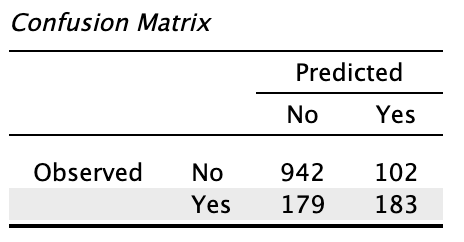 Confusion Matrix
Predicted
No Yes
Observed No 942 102
Yes 179 183